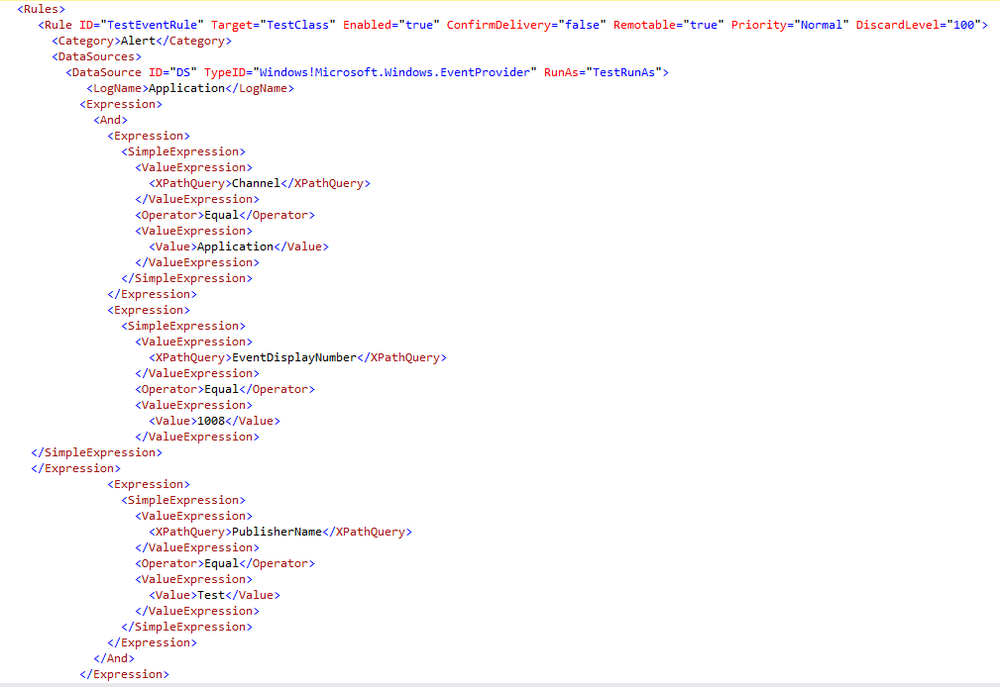 <Rules>
<Rule ID="TestEventRule" Target="TestClass" Enabled="true" ConfirmDelivery="false" Remotable="true" Priority="Normal" DiscardLevel="100">
<Category>Alert</Category>
<DataSources>
<DataSource ID="DS" TypeID="Windows!Microsoft.Windows.EventProvider" RunAs="TestRunAs">
<LogName>Application</LogName>
<Expression>
<And>
<Expression>
<SimpleExpression>
<ValueExpression>
<XPathQuery>Channel</XPathQuery>
</ValueExpression>
<Operator>Equal</Operator>
<ValueExpression>
<Value>Application</Value>
</ValueExpression>
</SimpleExpression>
</Expression>
<Expression>
<SimpleExpression>
<ValueExpression>
<XPathQuery>EventDisplayNumber</XPathQuery>
</ValueExpression>
<Operator>Equal</Operator>
<ValueExpression>
<Value>1008</Value>
</ValueExpression>
</SimpleExpression>
</Expression>
<Expression>
<SimpleExpression>
<ValueExpression>
<XPathQuery>PublisherName</XPathQuery>
</ValueExpression>
<Operator>Equal</Operator>
<ValueExpression>
<Value>Test</Value>
</ValueExpression>
</SimpleExpression>
</Expression>
</And>
</Expression>